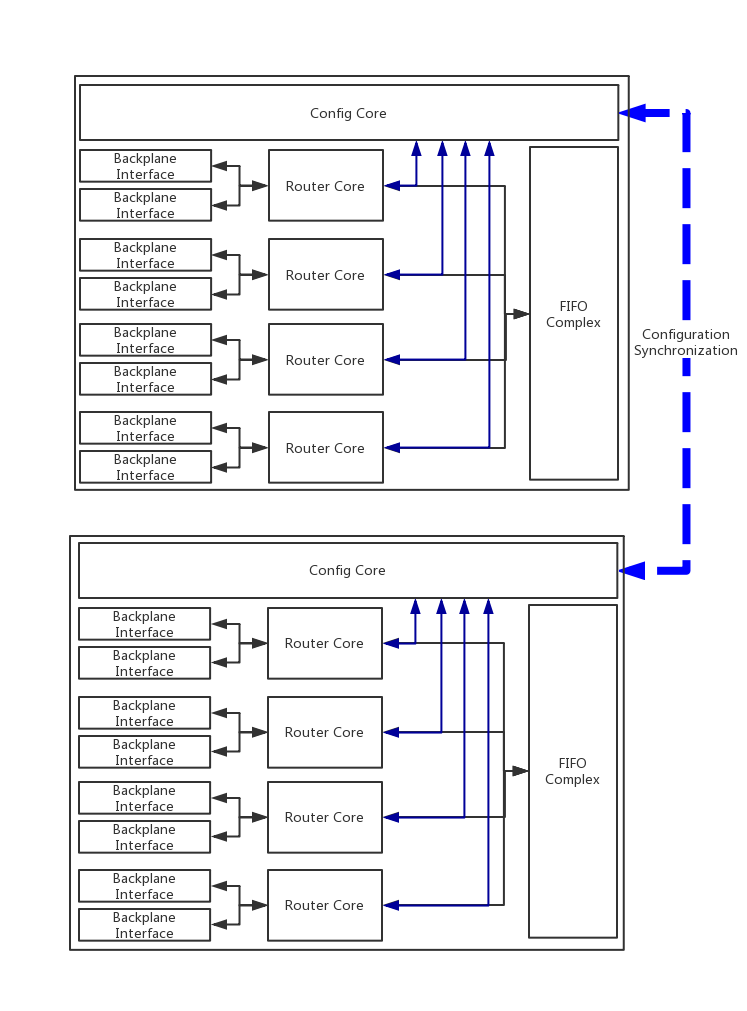 Config Core
Backplane
Interface
Backplane
Interface
Router Core
Backplane
Interface
Backplane
Interface
Router Core
Backplane
Interface
Backplane
Interface
Router Core
Backplane
Interface
Backplane
Interface
Router Core
FIFO
Complex
Configuration
Synchronization
Config Core
Backplane
Interface
Backplane
Interface
Router Core
Backplane
Interface
Backplane
Interface
Router Core
Backplane
Interface
Backplane
Interface
Router Core
Backplane
Interface
Backplane
Interface
Router Core
FIFO
Complex